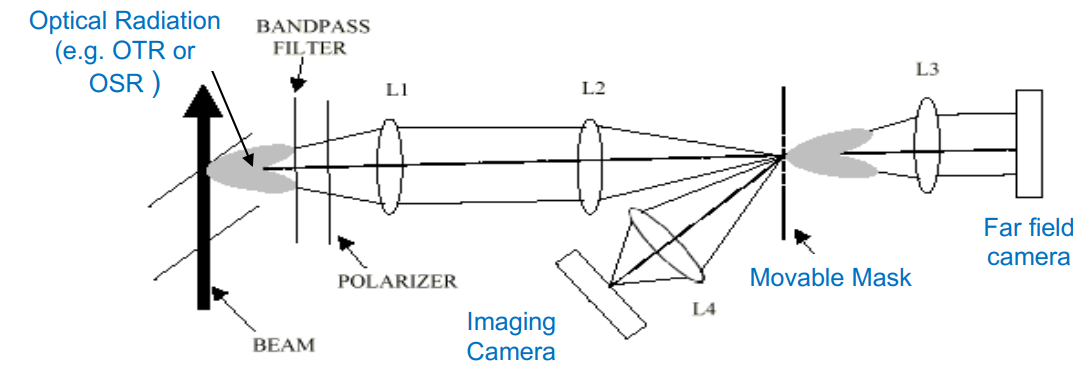 Optical Radiation
(e.g. OTR or
OSR )
BANDPASS
FILTER
L1
L2
L3
POLARIZER
BEAM
Imaging
Camera
L4
Movable Mask
Far field
camera